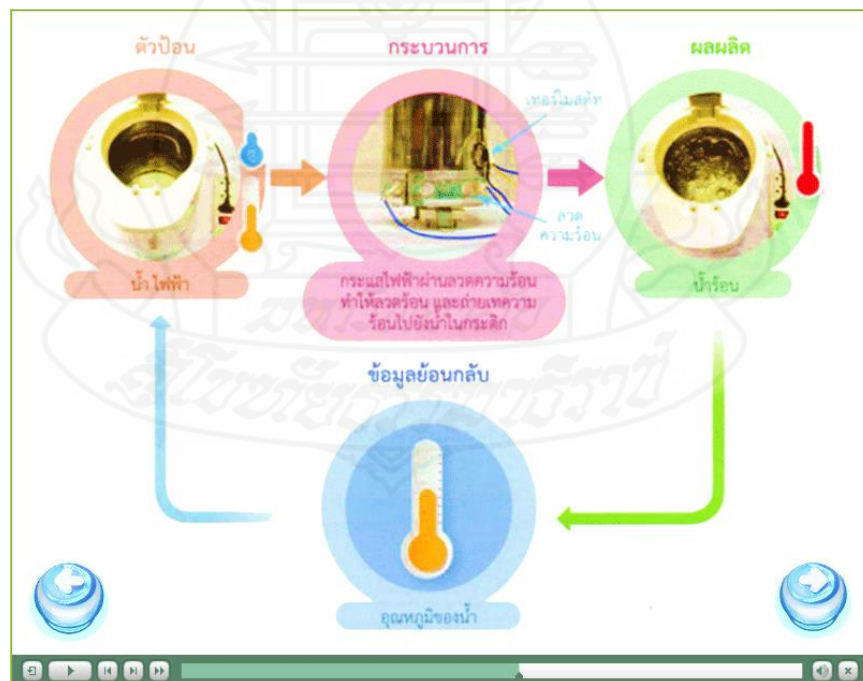 ตัวป้อน
กระบวนการ
ผลผลิต
เทอร์โมสตัท
ลวด
ความร้อน
น้ำ ไฟฟ้า
กระแสไฟฟ้าผ่านลวดความร้อน
ทำให้ลวดร้อน และถ่ายเทความ
ร้อนไปยังน้ำในกระติก
น้ำร้อน
ข้อมูลย้อนกลับ
อุณหภูมิของน้ำ